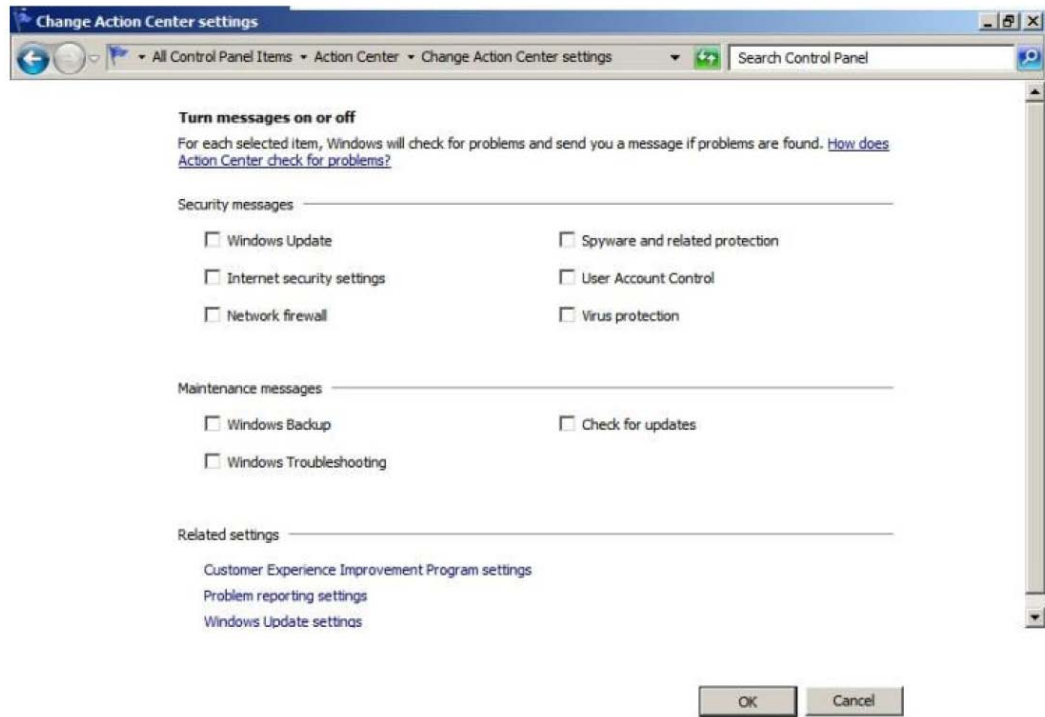 Change Action Center settings
All Control Panel Items Action Center Change Action Center settings
Search Control Panel
Turn messages on or off
For each selected item, Windows will check for problems and send you a message if problems are found. How does
Action Center check for problems?
Security messages
Windows Update
Spyware and related protection
Internet security settings
User Account Control
Network firewall
Virus protection
Maintenance messages
Windows Backup
Check for updates
Windows Troubleshooting
Related settings
Customer Experience Improvement Program settings
Problem reporting settings
Windows Update settings
OK
Cancel